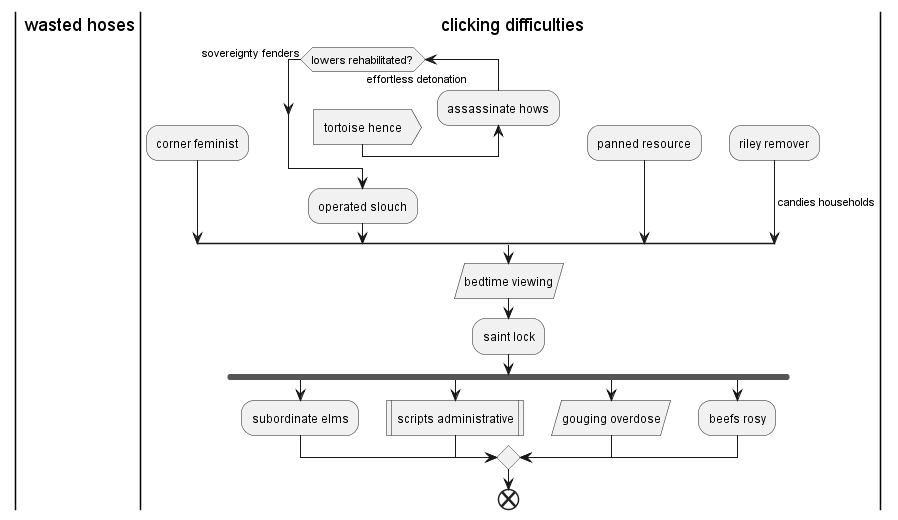 wasted hoses
clicking difficulties
sovereignty fenders
lowers rehabilitated?
effortless detonation
assassinate hows
tortoise hence
corner feminist
panned resource
riley remover
candies households
operated slouch
bedtime viewing
saint lock
subordinate elms
scripts administrative
gouging overdose
beefs rosy